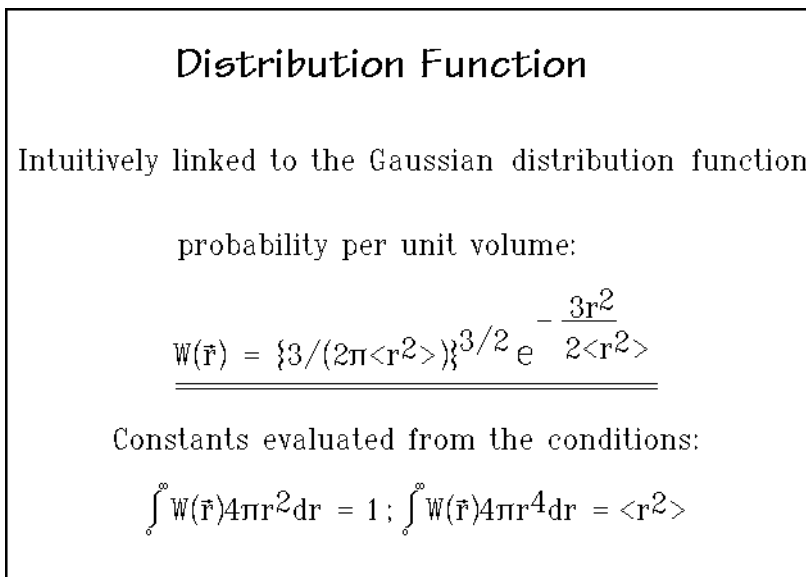 Distribution Function
Intuitively linked to the Gaussian distribution function
probability per unit volume:
W(r⃗) = {3/(2π<r²>)}^3/2 e^-3r²/2<r²>
Constants evaluated from the conditions:
∫₀^∞ W(r⃗)4πr²dr = 1 ; ∫₀^∞ W(r⃗)4πr⁴dr = <r²>